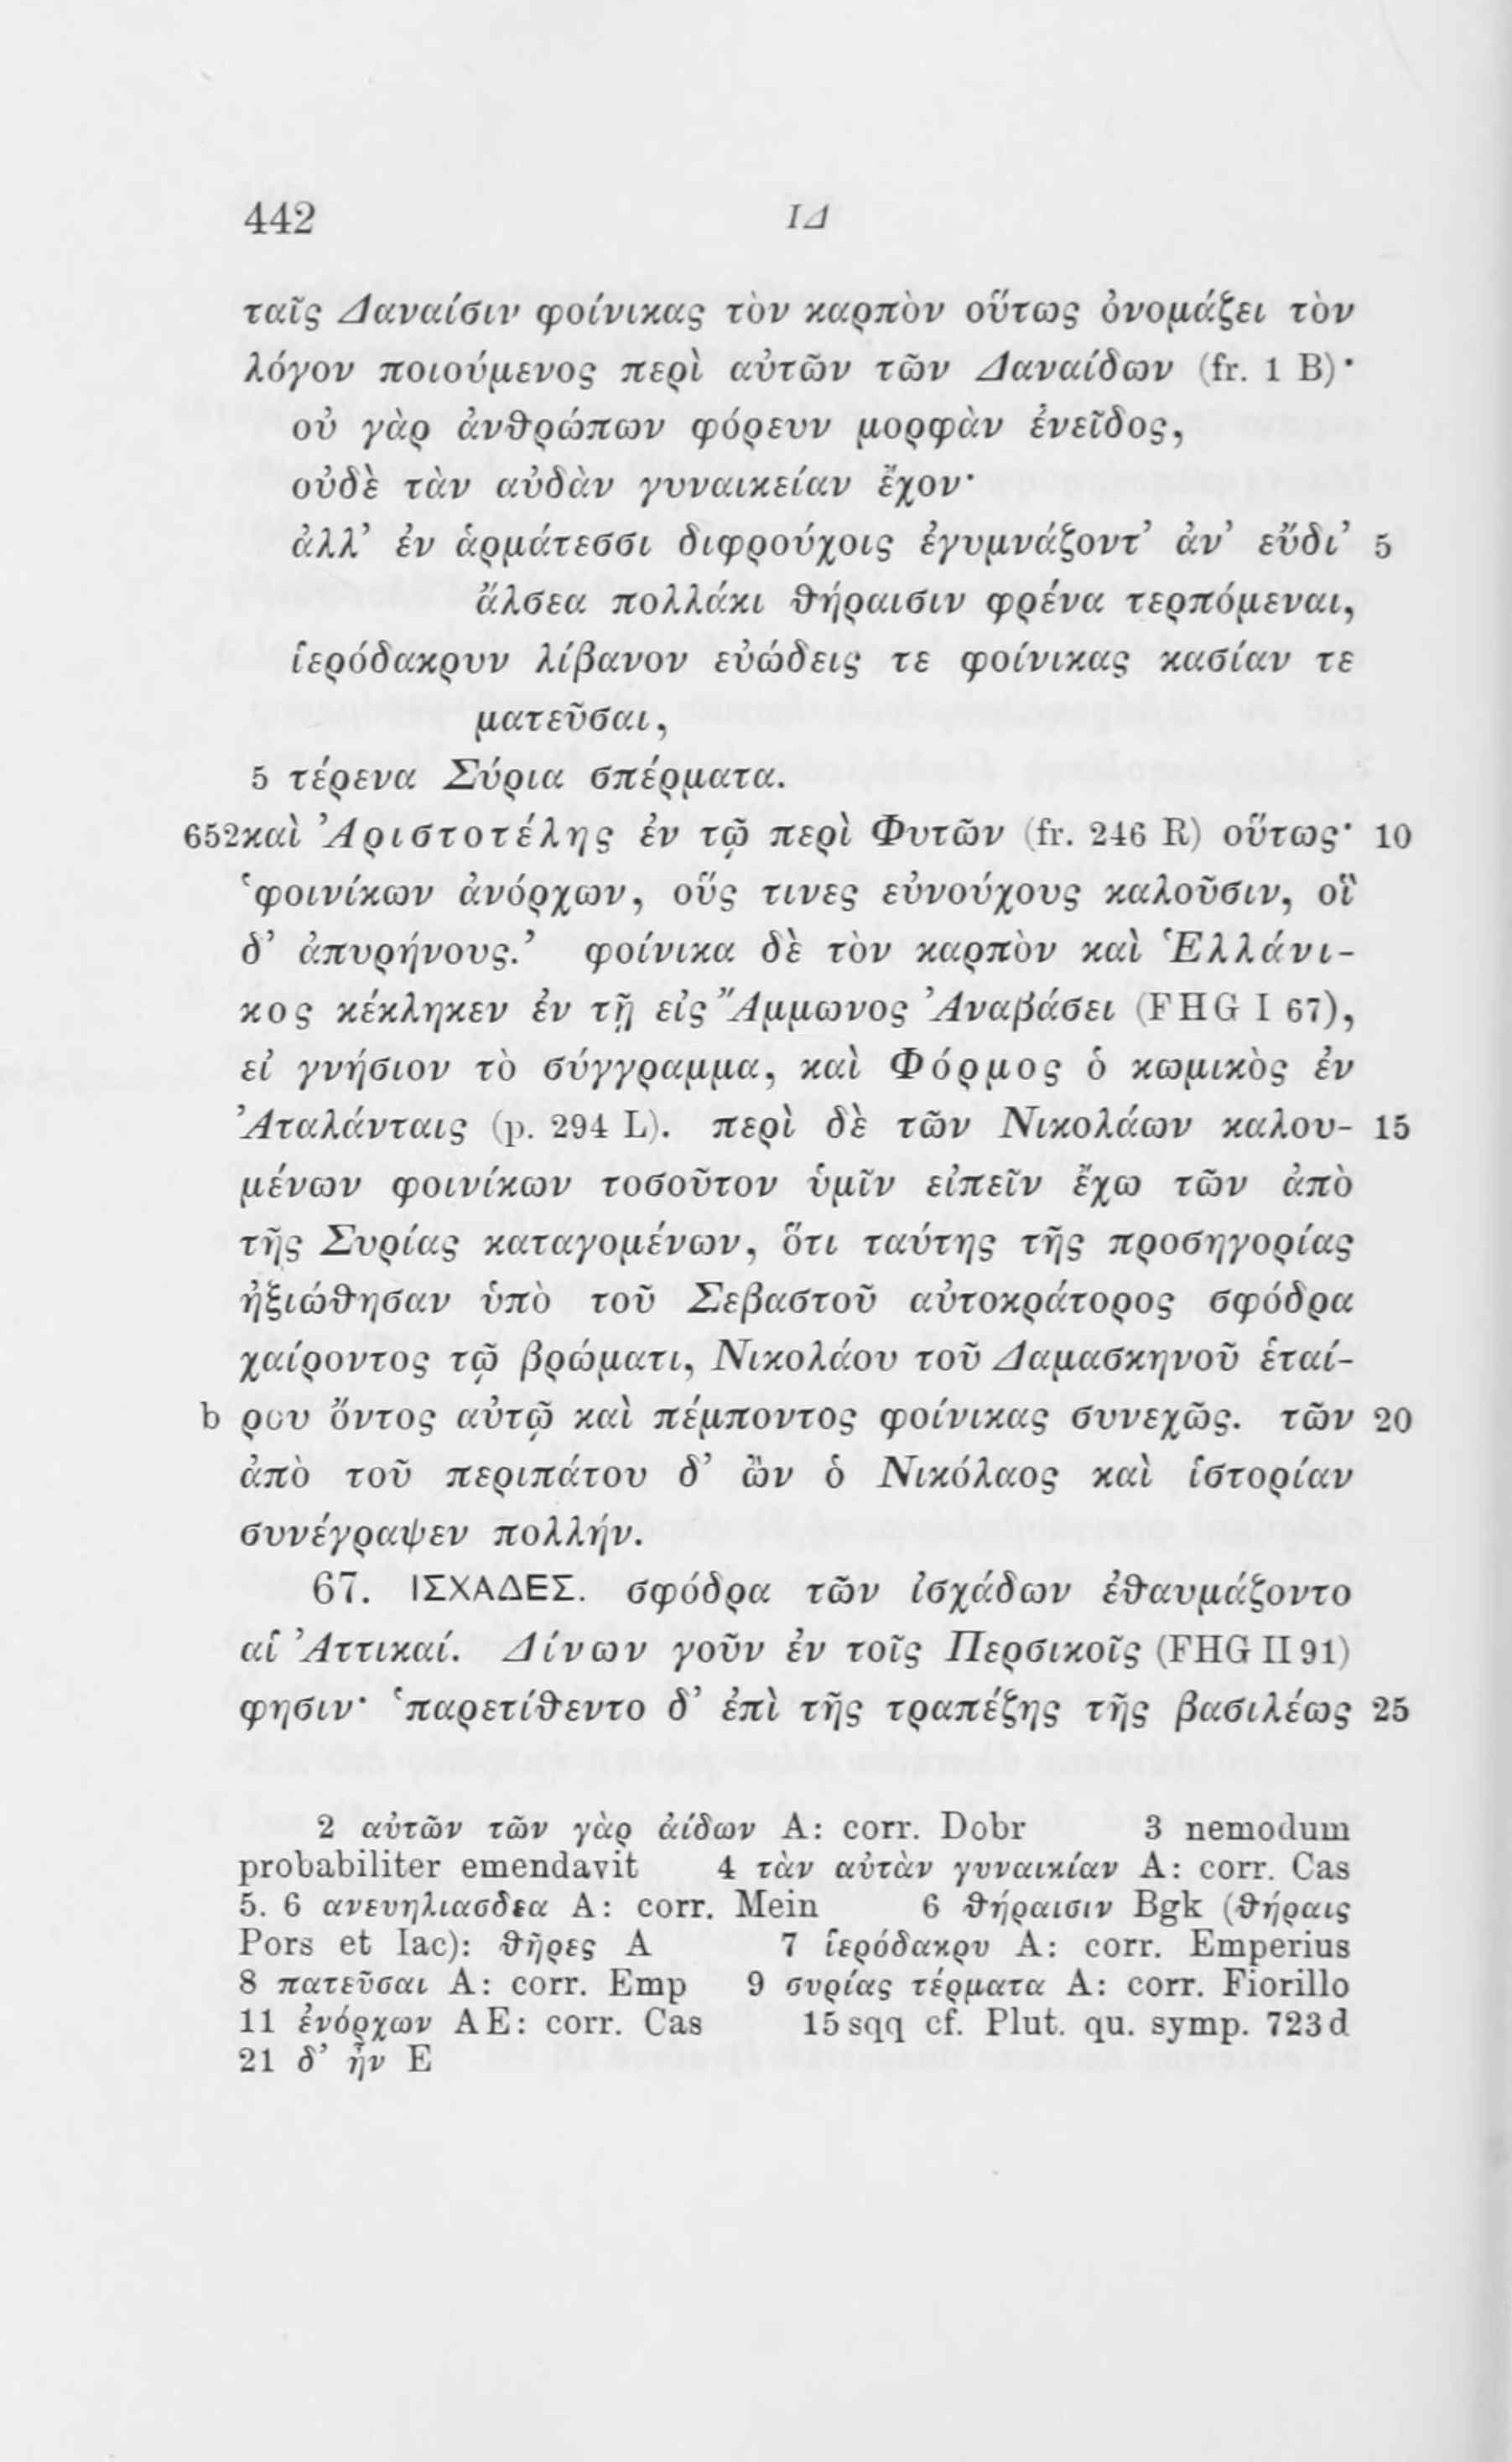 442 ΙΔ
ταῖς Δαναίσιν φοίνικας τὸν καρπὸν οὕτως ὀνομάζει τὸν
λόγον ποιούμενος περὶ αὐτῶν τῶν Δαναίδων (fr. 1 B)·
οὐ γὰρ ἀνθρώπων φόρευν μορφὰν ἐνεῖδος,
οὐδὲ τὰν αὐδὰν γυναικείαν ἔχον·
ἀλλ’ ἐν ἁρμάτεσσι διφρούχοις ἐγυμνάζοντ’ ἀν’ εὔδι’ 5
ἄλσεα πολλάκι θήραισιν φρένα τερπόμεναι,
ἱερόδακρυν λίβανον εὐώδεις τε φοίνικας κασίαν τε
ματεῦσαι,
5 τέρενα Σύρια σπέρματα.
652 καὶ Ἀριστοτέλης ἐν τῷ περὶ Φυτῶν (fr. 246 R) οὕτως· 10
‘φοινίκων ἀνόρχων, οὕς τινες εὐνούχους καλοῦσιν, οἳ
δ’ ἀπυρήνους.’ φοίνικα δὲ τὸν καρπὸν καὶ Ἑλλάνι-
κος κέκληκεν ἐν τῇ εἰς Ἄμμωνος Ἀναβάσει (FHG I 67),
εἰ γνήσιον τὸ σύγγραμμα, καὶ Φόρμος ὁ κωμικὸς ἐν
Ἀταλάνταις (p. 294 L). περὶ δὲ τῶν Νικολάων καλου- 15
μένων φοινίκων τοσοῦτον ὑμῖν εἰπεῖν ἔχω τῶν ἀπὸ
τῆς Συρίας καταγομένων, ὅτι ταύτης τῆς προσηγορίας
ἠξιώθησαν ὑπὸ τοῦ Σεβαστοῦ αὐτοκράτορος σφόδρα
χαίροντος τῷ βρώματι, Νικολάου τοῦ Δαμασκηνοῦ ἑταί-
b ρου ὄντος αὐτῷ καὶ πέμποντος φοίνικας συνεχῶς. τῶν 20
ἀπὸ τοῦ περιπάτου δ’ ὢν ὁ Νικόλαος καὶ ἱστορίαν
συνέγραψεν πολλήν.
67. ΙΣΧΑΔΕΣ. σφόδρα τῶν ἰσχάδων ἐθαυμάζοντο
αἱ Ἀττικαί. Δίνων γοῦν ἐν τοῖς Περσικοῖς (FHG II 91)
φησιν· ‘παρετίθεντο δ’ ἐπὶ τῆς τραπέζης τῆς βασιλέως 25
2 αὐτῶν τῶν γὰρ ἀίδων A: corr. Dobr 3 nemodum
probabiliter emendavit 4 τὰν αὐτὰν γυναικίαν A: corr. Cas
5. 6 ανευηλιασδεα A: corr. Mein 6 θήραισιν Bgk (θήραις
Pors et Iac): θῆρες A 7 ἱερόδακρυ A: corr. Emperius
8 πατεῦσαι A: corr. Emp 9 συρίας τέρματα A: corr. Fiorillo
11 ἐνόρχων AE: corr. Cas 15 sqq cf. Plut. qu. symp. 723d
21 δ’ ἦν E